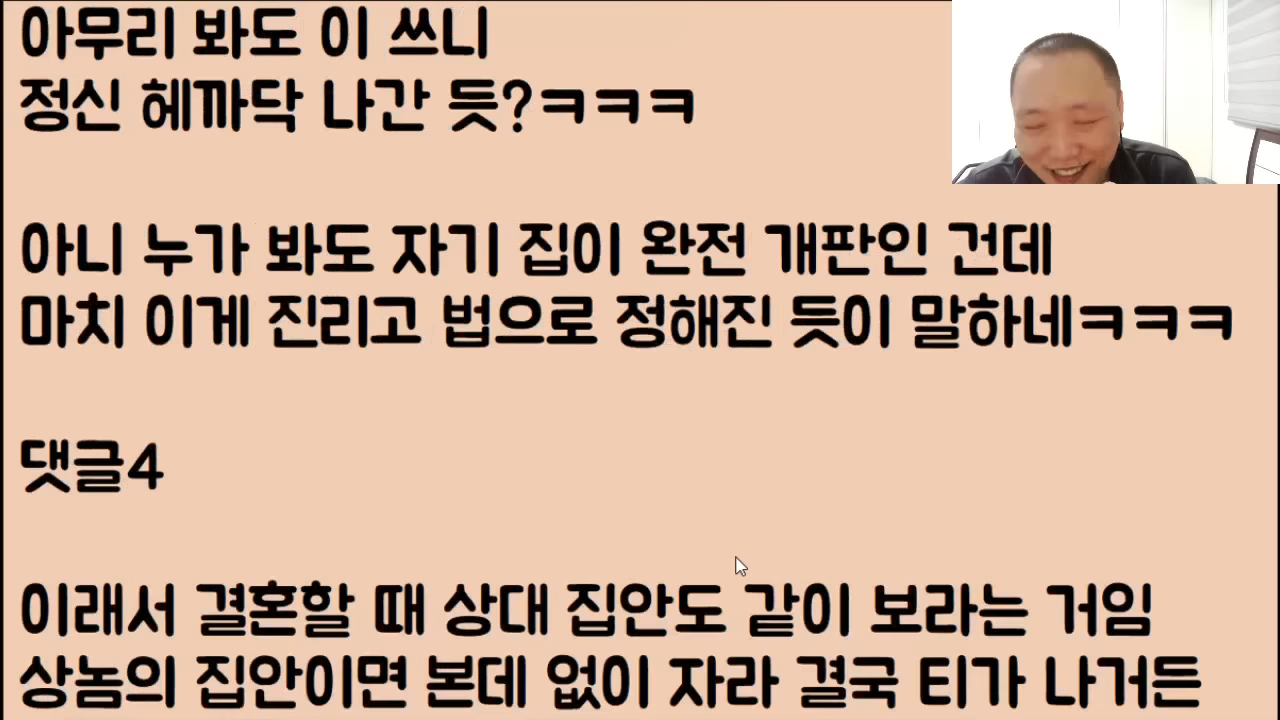 아무리 봐도 이 쓰니
정신 헤까닥 나간 듯?ㅋㅋㅋ
아니 누가 봐도 자기 집이 완전 개판인 건데
마치 이게 진리고 법으로 정해진 듯이 말하네ㅋㅋㅋ
댓글4
이래서 결혼할 때 상대 집안도 같이 보라는 거임
상놈의 집안이면 본데 없이 자라 결국 티가 나거든